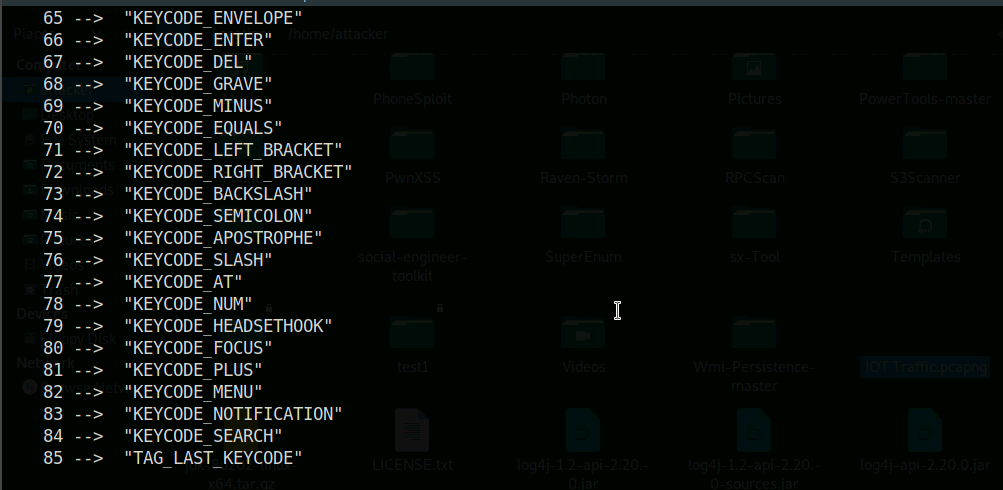 65 -->  "KEYCODE_ENVELOPE"
66 -->  "KEYCODE_ENTER"
67 -->  "KEYCODE_DEL"
68 -->  "KEYCODE_GRAVE"
69 -->  "KEYCODE_MINUS"
70 -->  "KEYCODE_EQUALS"
71 -->  "KEYCODE_LEFT_BRACKET"
72 -->  "KEYCODE_RIGHT_BRACKET"
73 -->  "KEYCODE_BACKSLASH"
74 -->  "KEYCODE_SEMICOLON"
75 -->  "KEYCODE_APOSTROPHE"
76 -->  "KEYCODE_SLASH"
77 -->  "KEYCODE_AT"
78 -->  "KEYCODE_NUM"
79 -->  "KEYCODE_HEADSETHOOK"
80 -->  "KEYCODE_FOCUS"
81 -->  "KEYCODE_PLUS"
82 -->  "KEYCODE_MENU"
83 -->  "KEYCODE_NOTIFICATION"
84 -->  "KEYCODE_SEARCH"
85 -->  "TAG_LAST_KEYCODE"
/home/attacker
PhoneSploit
Photon
Pictures
PowerTools-master
PwnXSS
Raven-Storm
RPCScan
S3Scanner
social-engineer-
toolkit
SuperEnum
sx-Tool
Templates
test1
Videos
Wmi-Persistence-
master
IOT Traffic.pcapng
x64.tar.gz
LICENSE.txt
log4j-1.2-api-2.20.-
0.jar
log4j-1.2-api-2.20.-
0-sources.jar
log4j-api-2.20.0.jar